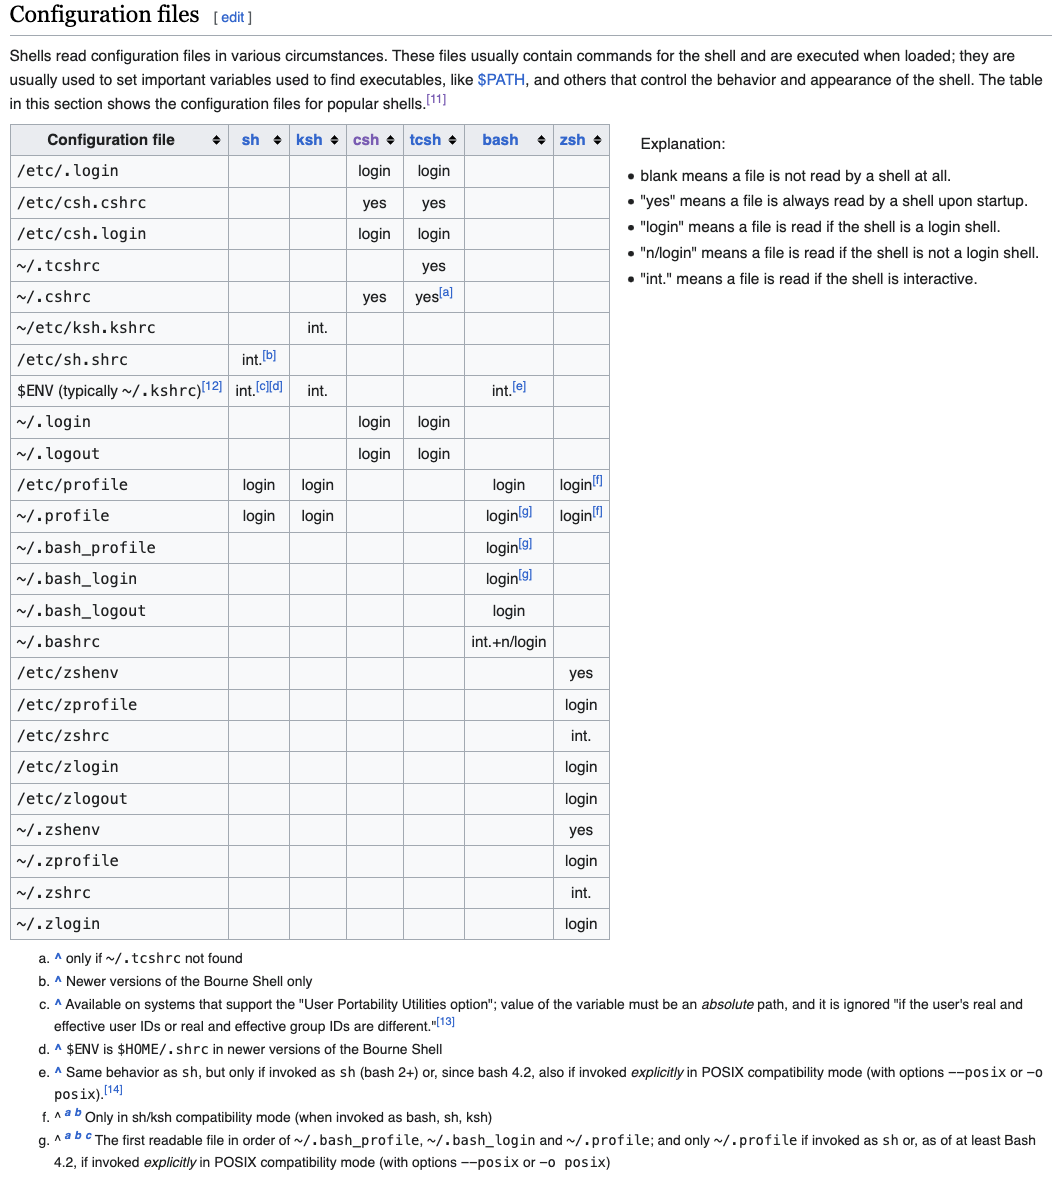 Configuration files [ edit ]
Shells read configuration files in various circumstances. These files usually contain commands for the shell and are executed when loaded; they are
usually used to set important variables used to find executables, like $PATH, and others that control the behavior and appearance of the shell. The table
in this section shows the configuration files for popular shells.[11]
Configuration file sh ksh csh tcsh bash zsh
/etc/.login login login
/etc/csh.cshrc yes yes
/etc/csh.login login login
~/.tcshrc yes
~/.cshrc yes yes[a]
~/etc/ksh.kshrc int.
/etc/sh.shrc int.[b]
$ENV (typically ~/.kshrc)[12] int.[c][d] int. int.[e]
~/.login login login
~/.logout login login
/etc/profile login login login login[f]
~/.profile login login login[g] login[f]
~/.bash_profile login[g]
~/.bash_login login[g]
~/.bash_logout login
~/.bashrc int.+n/login
/etc/zshenv yes
/etc/zprofile login
/etc/zshrc int.
/etc/zlogin login
/etc/zlogout login
~/.zshenv yes
~/.zprofile login
~/.zshrc int.
~/.zlogin login
Explanation:
• blank means a file is not read by a shell at all.
• "yes" means a file is always read by a shell upon startup.
• "login" means a file is read if the shell is a login shell.
• "n/login" means a file is read if the shell is not a login shell.
• "int." means a file is read if the shell is interactive.
a. ^ only if ~/.tcshrc not found
b. ^ Newer versions of the Bourne Shell only
c. ^ Available on systems that support the "User Portability Utilities option"; value of the variable must be an absolute path, and it is ignored "if the user's real and
effective user IDs or real and effective group IDs are different."[13]
d. ^ $ENV is $HOME/.shrc in newer versions of the Bourne Shell
e. ^ Same behavior as sh, but only if invoked as sh (bash 2+) or, since bash 4.2, also if invoked explicitly in POSIX compatibility mode (with options --posix or -o
posix).[14]
f. ^ a b Only in sh/ksh compatibility mode (when invoked as bash, sh, ksh)
g. ^ a b c The first readable file in order of ~/.bash_profile, ~/.bash_login and ~/.profile; and only ~/.profile if invoked as sh or, as of at least Bash
4.2, if invoked explicitly in POSIX compatibility mode (with options --posix or -o posix)